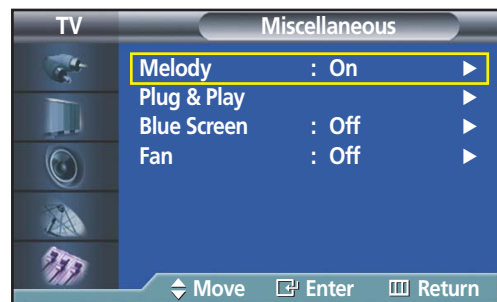 TV Miscellaneous
Melody : On
Plug & Play
Blue Screen : Off
Fan : Off
Move Enter Return